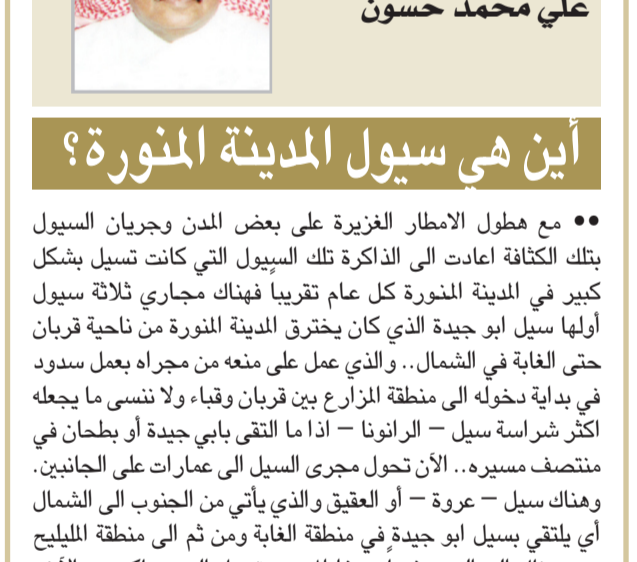 علي محمد حسون
أين هي سيول المدينة المنورة؟
•• مع هطول الامطار الغزيرة على بعض المدن وجريان السيول
بتلك الكثافة اعادت الى الذاكرة تلك السيول التي كانت تسيل بشكل
كبير في المدينة المنورة كل عام تقريباً فهناك مجاري ثلاثة سيول
أولها سيل ابو جيدة الذي كان يخترق المدينة المنورة من ناحية قربان
حتى الغابة في الشمال.. والذي عمل على منعه من مجراه بعمل سدود
في بداية دخوله الى منطقة المزارع بين قربان وقباء ولا ننسى ما يجعله
اكثر شراسة سيل – الرانونا – اذا ما التقى بابي جيدة أو بطحان في
منتصف مسيره.. الآن تحول مجرى السيل الى عمارات على الجانبين.
وهناك سيل – عروة – أو العقيق والذي يأتي من الجنوب الى الشمال
أي يلتقي بسيل ابو جيدة في منطقة الغابة ومن ثم الى منطقة المليليح